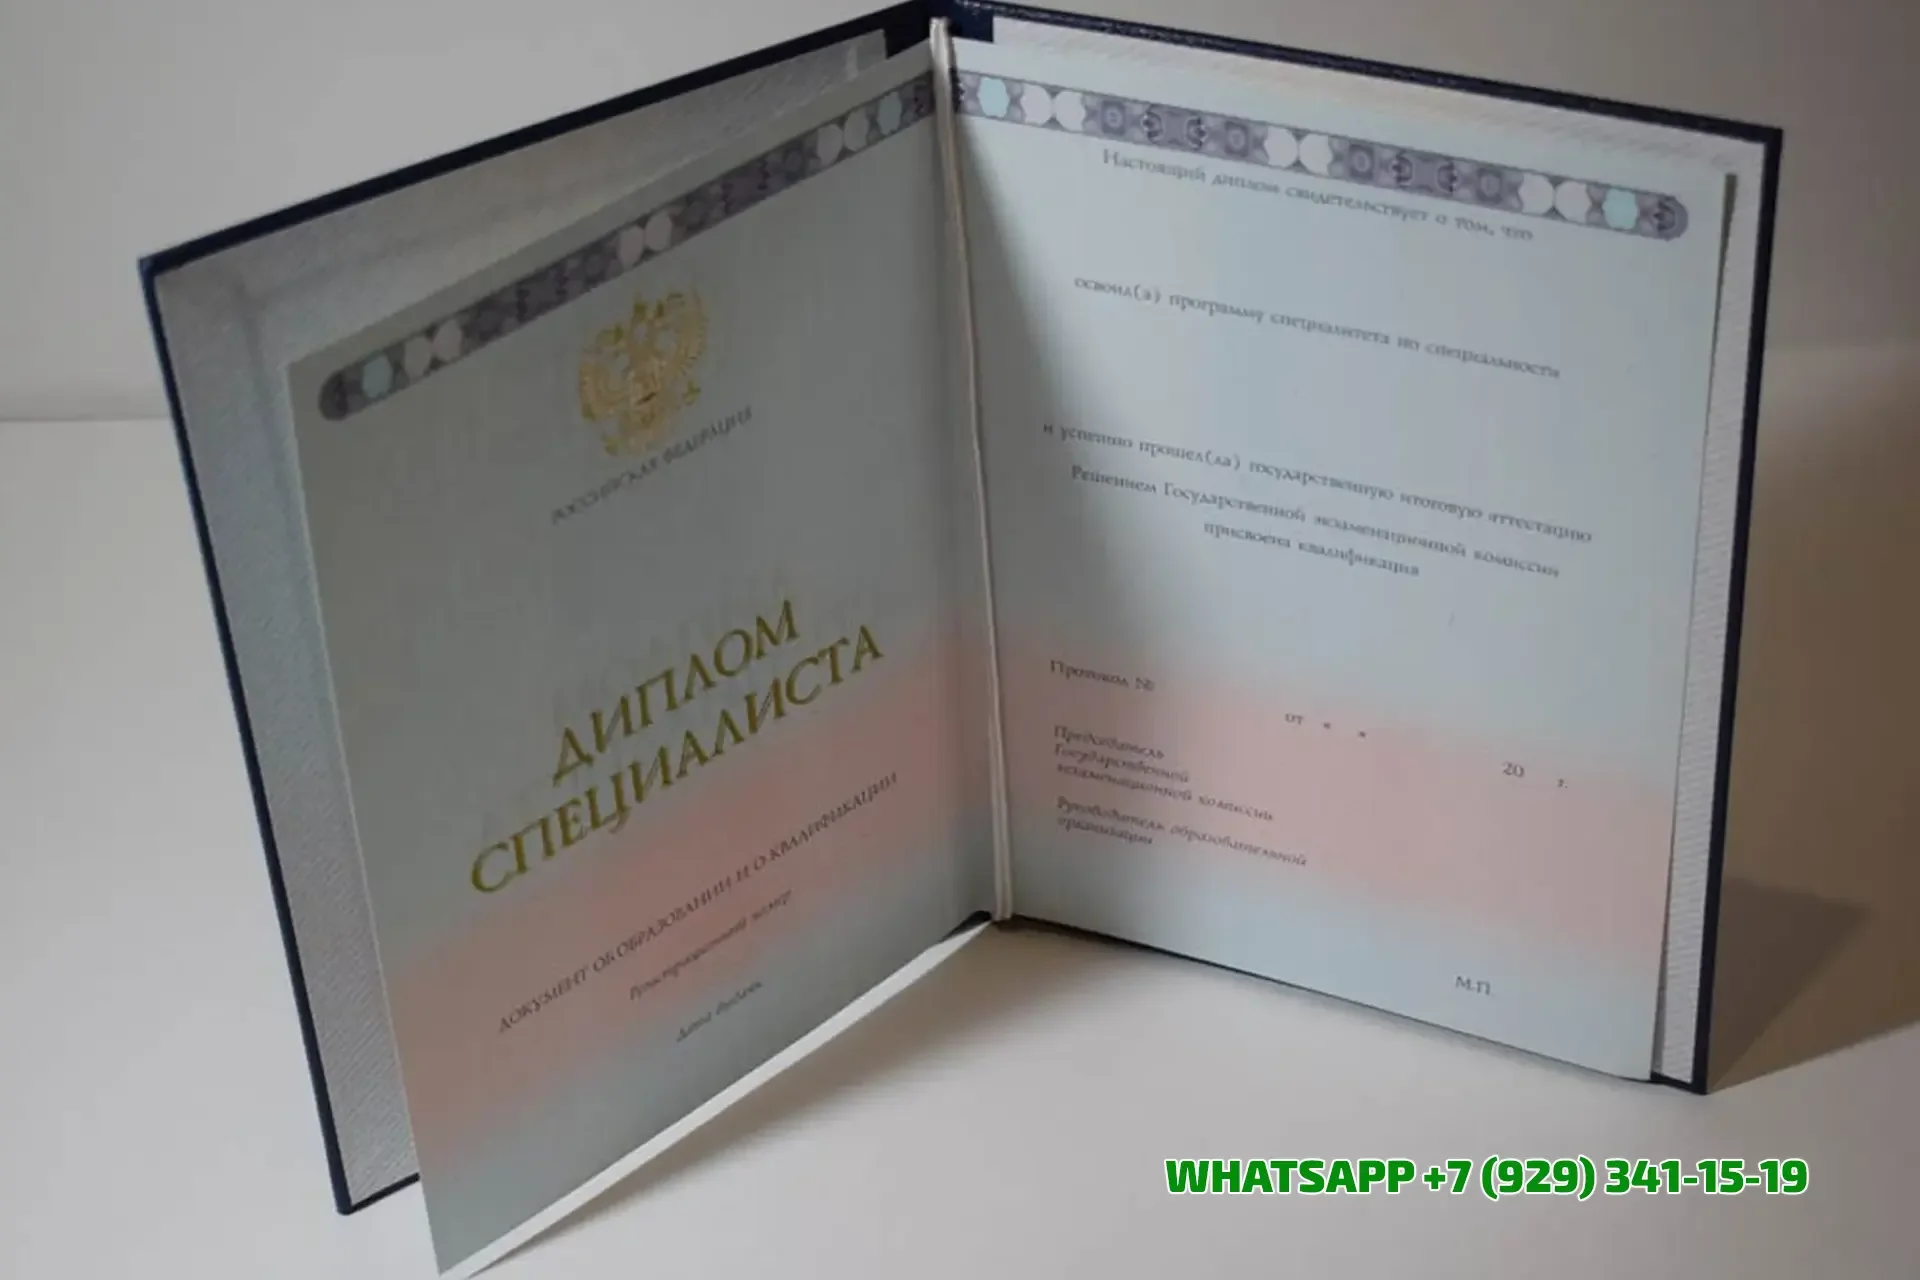 РОССИЙСКАЯ ФЕДЕРАЦИЯ
ДИПЛОМ
СПЕЦИАЛИСТА
ДОКУМЕНТ ОБ ОБРАЗОВАНИИ И О КВАЛИФИКАЦИИ
Регистрационный номер
Дата выдачи
Настоящий диплом свидетельствует о том, что
освоил(а) программу специалитета по специальности
и успешно прошел(ла) государственную итоговую аттестацию
Решением Государственной экзаменационной комиссии
присвоена квалификация
Протокол №
от « » 20 г.
Председатель
Государственной
экзаменационной комиссии
Руководитель образовательной
организации
М.П.
WHATSAPP +7 (929) 341-15-19